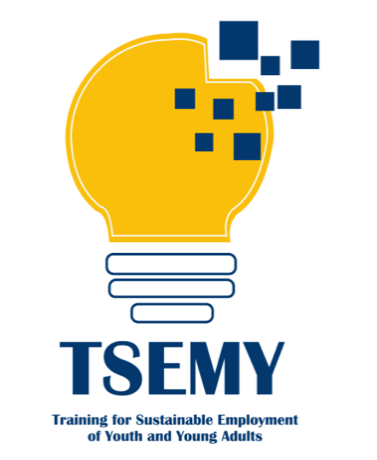 TSEMY
Training for Sustainable Employment
of Youth and Young Adults